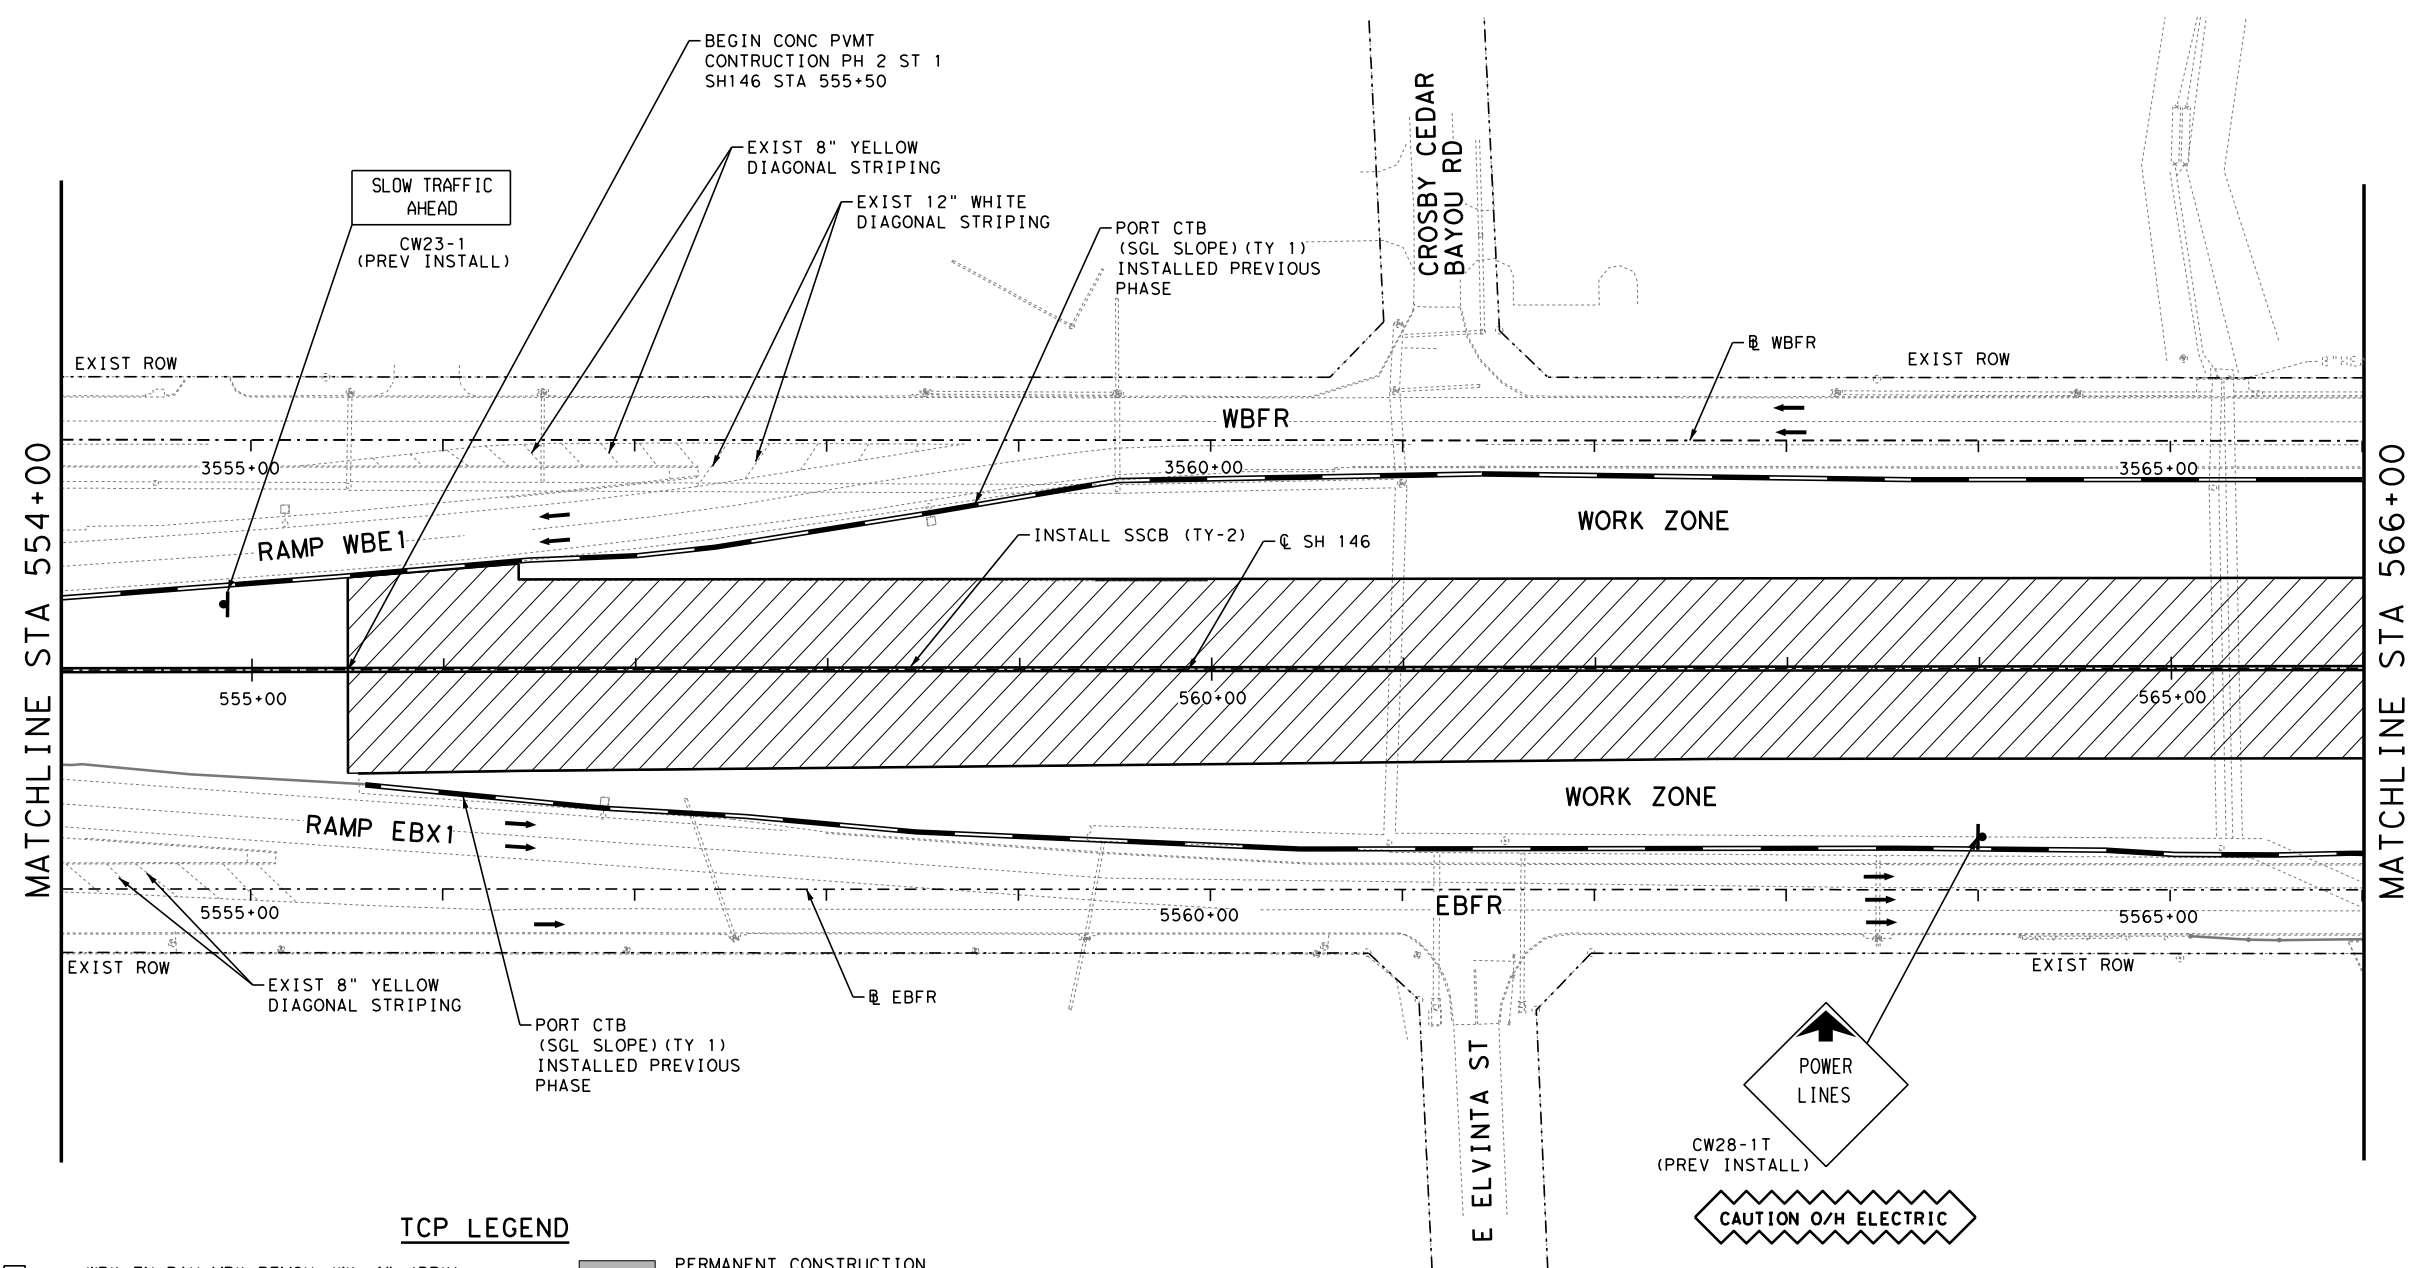 BEGIN CONC PVMT
CONTRUCTION PH 2 ST 1
SH146 STA 555+50
EXIST 8" YELLOW
DIAGONAL STRIPING
SLOW TRAFFIC
AHEAD
CW23-1
(PREV INSTALL)
EXIST 12" WHITE
DIAGONAL STRIPING
PORT CTB
(SGL SLOPE)(TY 1)
INSTALLED PREVIOUS
PHASE
CROSBY CEDAR
BAYOU RD
EXIST ROW
℄ WBFR
EXIST ROW
WBFR
3555+00
3560+00
3565+00
RAMP WBE1
INSTALL SSCB (TY-2)
℄ SH 146
WORK ZONE
MATCHLINE STA 554+00
MATCHLINE STA 566+00
555+00
560+00
565+00
WORK ZONE
RAMP EBX1
5555+00
5560+00
EBFR
5565+00
EXIST ROW
EXIST ROW
EXIST 8" YELLOW
DIAGONAL STRIPING
℄ EBFR
PORT CTB
(SGL SLOPE)(TY 1)
INSTALLED PREVIOUS
PHASE
E ELVINTA ST
POWER
LINES
CW28-1T
(PREV INSTALL)
CAUTION O/H ELECTRIC
TCP LEGEND
PERMANENT CONSTRUCTION